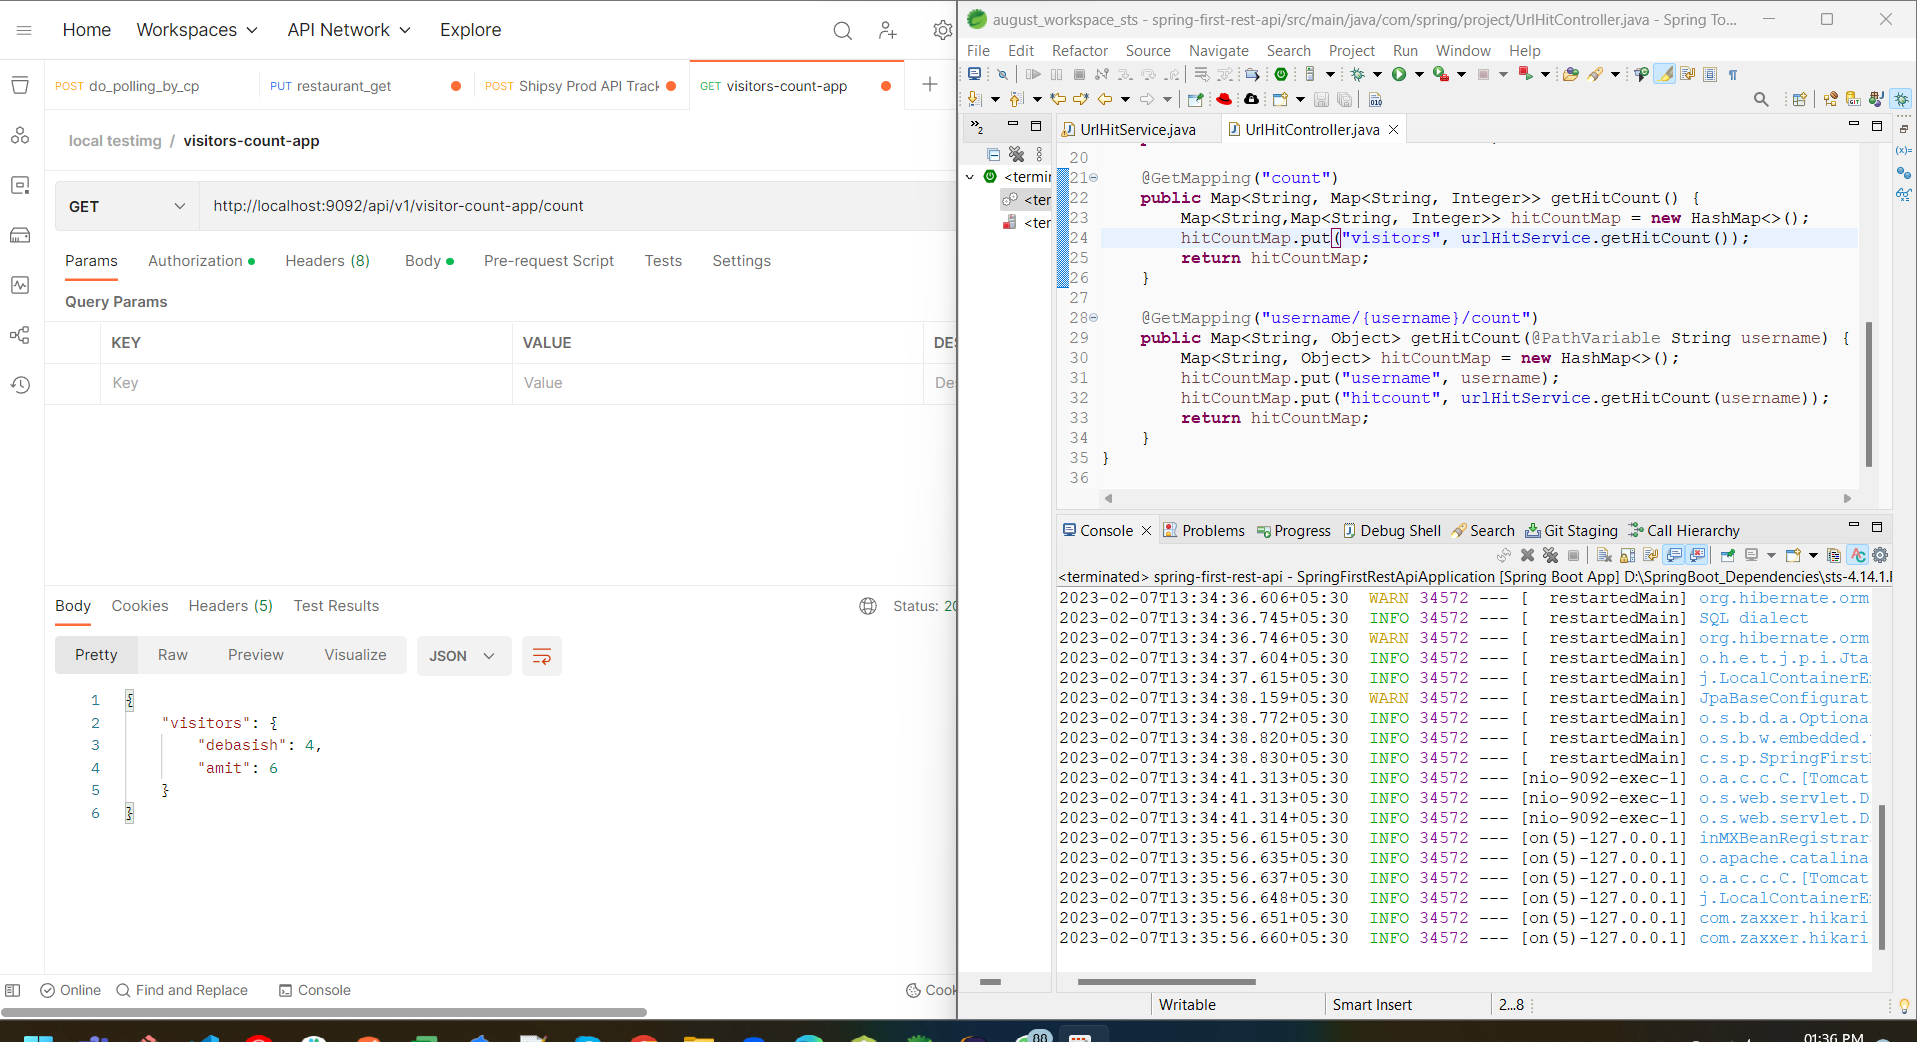 Home Workspaces API Network Explore
POST do_polling_by_cp PUT restaurant_get POST Shipsy Prod API Track GET visitors-count-app
local testimg / visitors-count-app
GET http://localhost:9092/api/v1/visitor-count-app/count
Params Authorization Headers (8) Body Pre-request Script Tests Settings
Query Params
KEY VALUE DES
Key Value De
Body Cookies Headers (5) Test Results Status: 20
Pretty Raw Preview Visualize JSON
1 {
2 "visitors": {
3 "debasish": 4,
4 "amit": 6
5 }
6 }
Online Find and Replace Console Cook
august_workspace_sts - spring-first-rest-api/src/main/java/com/spring/project/UrlHitController.java - Spring To...
File Edit Refactor Source Navigate Search Project Run Window Help
UrlHitService.java UrlHitController.java
<termin
<ter
<ter
20
21 @GetMapping("count")
22 public Map<String, Map<String, Integer>> getHitCount() {
23 Map<String,Map<String, Integer>> hitCountMap = new HashMap<>();
24 hitCountMap.put("visitors", urlHitService.getHitCount());
25 return hitCountMap;
26 }
27
28 @GetMapping("username/{username}/count")
29 public Map<String, Object> getHitCount(@PathVariable String username) {
30 Map<String, Object> hitCountMap = new HashMap<>();
31 hitCountMap.put("username", username);
32 hitCountMap.put("hitcount", urlHitService.getHitCount(username));
33 return hitCountMap;
34 }
35 }
36
Console Problems Progress Debug Shell Search Git Staging Call Hierarchy
<terminated> spring-first-rest-api - SpringFirstRestApiApplication [Spring Boot App] D:\SpringBoot_Dependencies\sts-4.14.1.
2023-02-07T13:34:36.606+05:30 WARN 34572 --- [ restartedMain] org.hibernate.orm
2023-02-07T13:34:36.745+05:30 INFO 34572 --- [ restartedMain] SQL dialect
2023-02-07T13:34:36.746+05:30 WARN 34572 --- [ restartedMain] org.hibernate.orm
2023-02-07T13:34:37.604+05:30 INFO 34572 --- [ restartedMain] o.h.e.t.j.p.i.Jta
2023-02-07T13:34:37.615+05:30 INFO 34572 --- [ restartedMain] j.LocalContainerE
2023-02-07T13:34:38.159+05:30 WARN 34572 --- [ restartedMain] JpaBaseConfigurat
2023-02-07T13:34:38.772+05:30 INFO 34572 --- [ restartedMain] o.s.b.d.a.Optiona
2023-02-07T13:34:38.820+05:30 INFO 34572 --- [ restartedMain] o.s.b.w.embedded.
2023-02-07T13:34:38.830+05:30 INFO 34572 --- [ restartedMain] c.s.p.SpringFirst
2023-02-07T13:34:41.313+05:30 INFO 34572 --- [nio-9092-exec-1] o.a.c.c.C.[Tomcat
2023-02-07T13:34:41.313+05:30 INFO 34572 --- [nio-9092-exec-1] o.s.web.servlet.D
2023-02-07T13:34:41.314+05:30 INFO 34572 --- [nio-9092-exec-1] o.s.web.servlet.D
2023-02-07T13:35:56.615+05:30 INFO 34572 --- [on(5)-127.0.0.1] inMXBeanRegistrar
2023-02-07T13:35:56.635+05:30 INFO 34572 --- [on(5)-127.0.0.1] o.apache.catalina
2023-02-07T13:35:56.637+05:30 INFO 34572 --- [on(5)-127.0.0.1] o.a.c.c.C.[Tomcat
2023-02-07T13:35:56.648+05:30 INFO 34572 --- [on(5)-127.0.0.1] j.LocalContainerE
2023-02-07T13:35:56.651+05:30 INFO 34572 --- [on(5)-127.0.0.1] com.zaxxer.hikari
2023-02-07T13:35:56.660+05:30 INFO 34572 --- [on(5)-127.0.0.1] com.zaxxer.hikari
Writable Smart Insert 2...8
88
01:36 PM